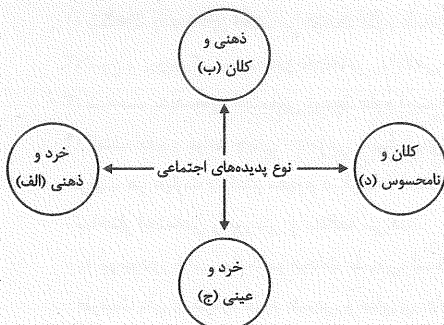 ذهنی و
کلان (ب)
کلان و
نامحسوس (د)
نوع پدیده‌های اجتماعی
خرد و
ذهنی (الف)
خرد و
عینی (ج)